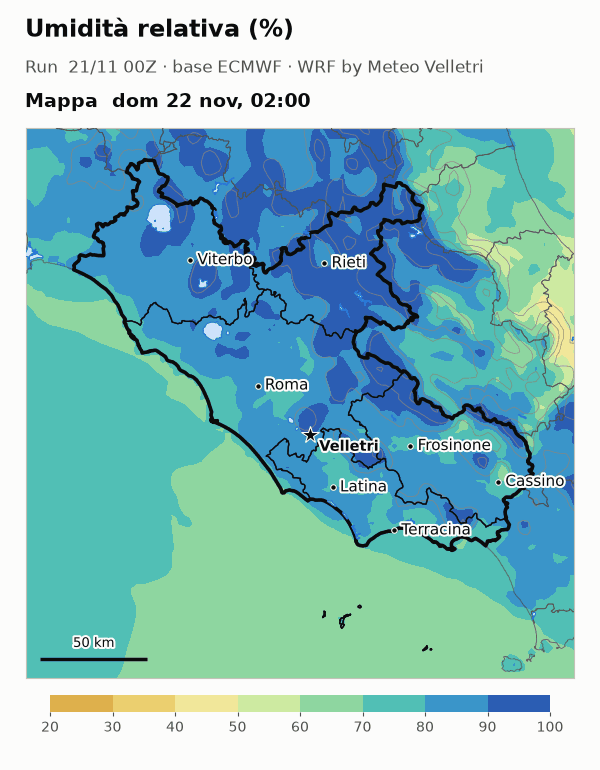 Umidità relativa (%)
Run  21/11 00Z · base ECMWF · WRF by Meteo Velletri
Mappa  dom 22 nov, 02:00
Viterbo
Rieti
Roma
Velletri
Frosinone
Latina
Cassino
Terracina
50 km
20 30 40 50 60 70 80 90 100